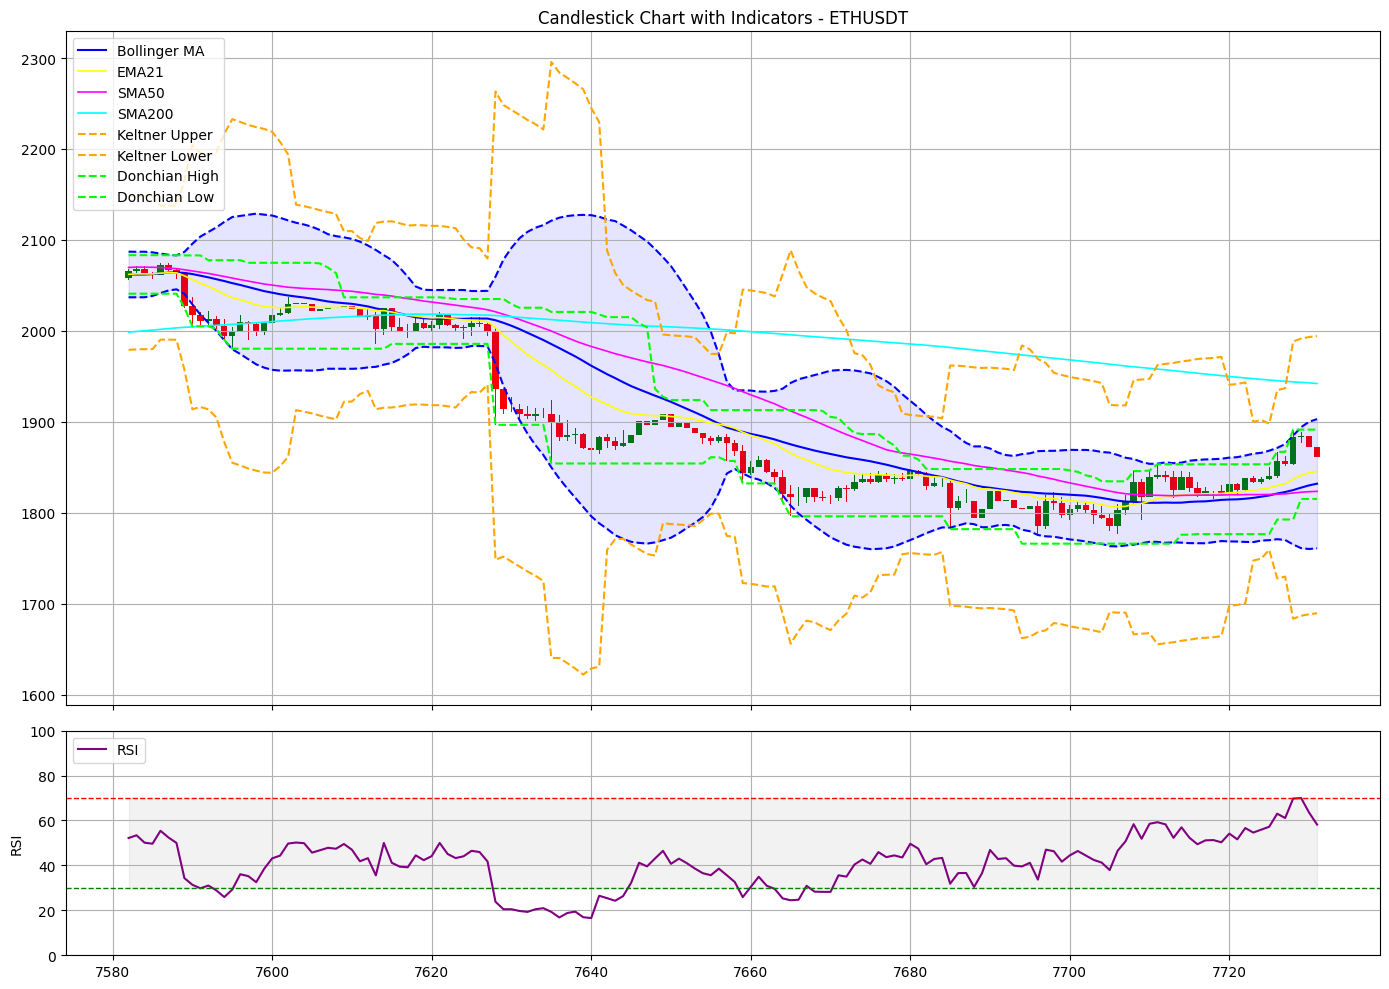 Candlestick Chart with Indicators - ETHUSDT
2300
2200
2100
2000
1900
1800
1700
1600
Bollinger MA
EMA21
SMA50
SMA200
Keltner Upper
Keltner Lower
Donchian High
Donchian Low
100
80
60
40
20
0
RSI
RSI
7580 7600 7620 7640 7660 7680 7700 7720